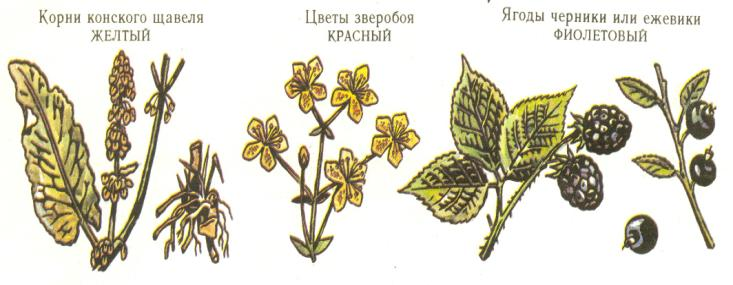 Корни конского щавеля
ЖЕЛТЫЙ
Цветы зверобоя
КРАСНЫЙ
Ягоды черники или ежевики
ФИОЛЕТОВЫЙ